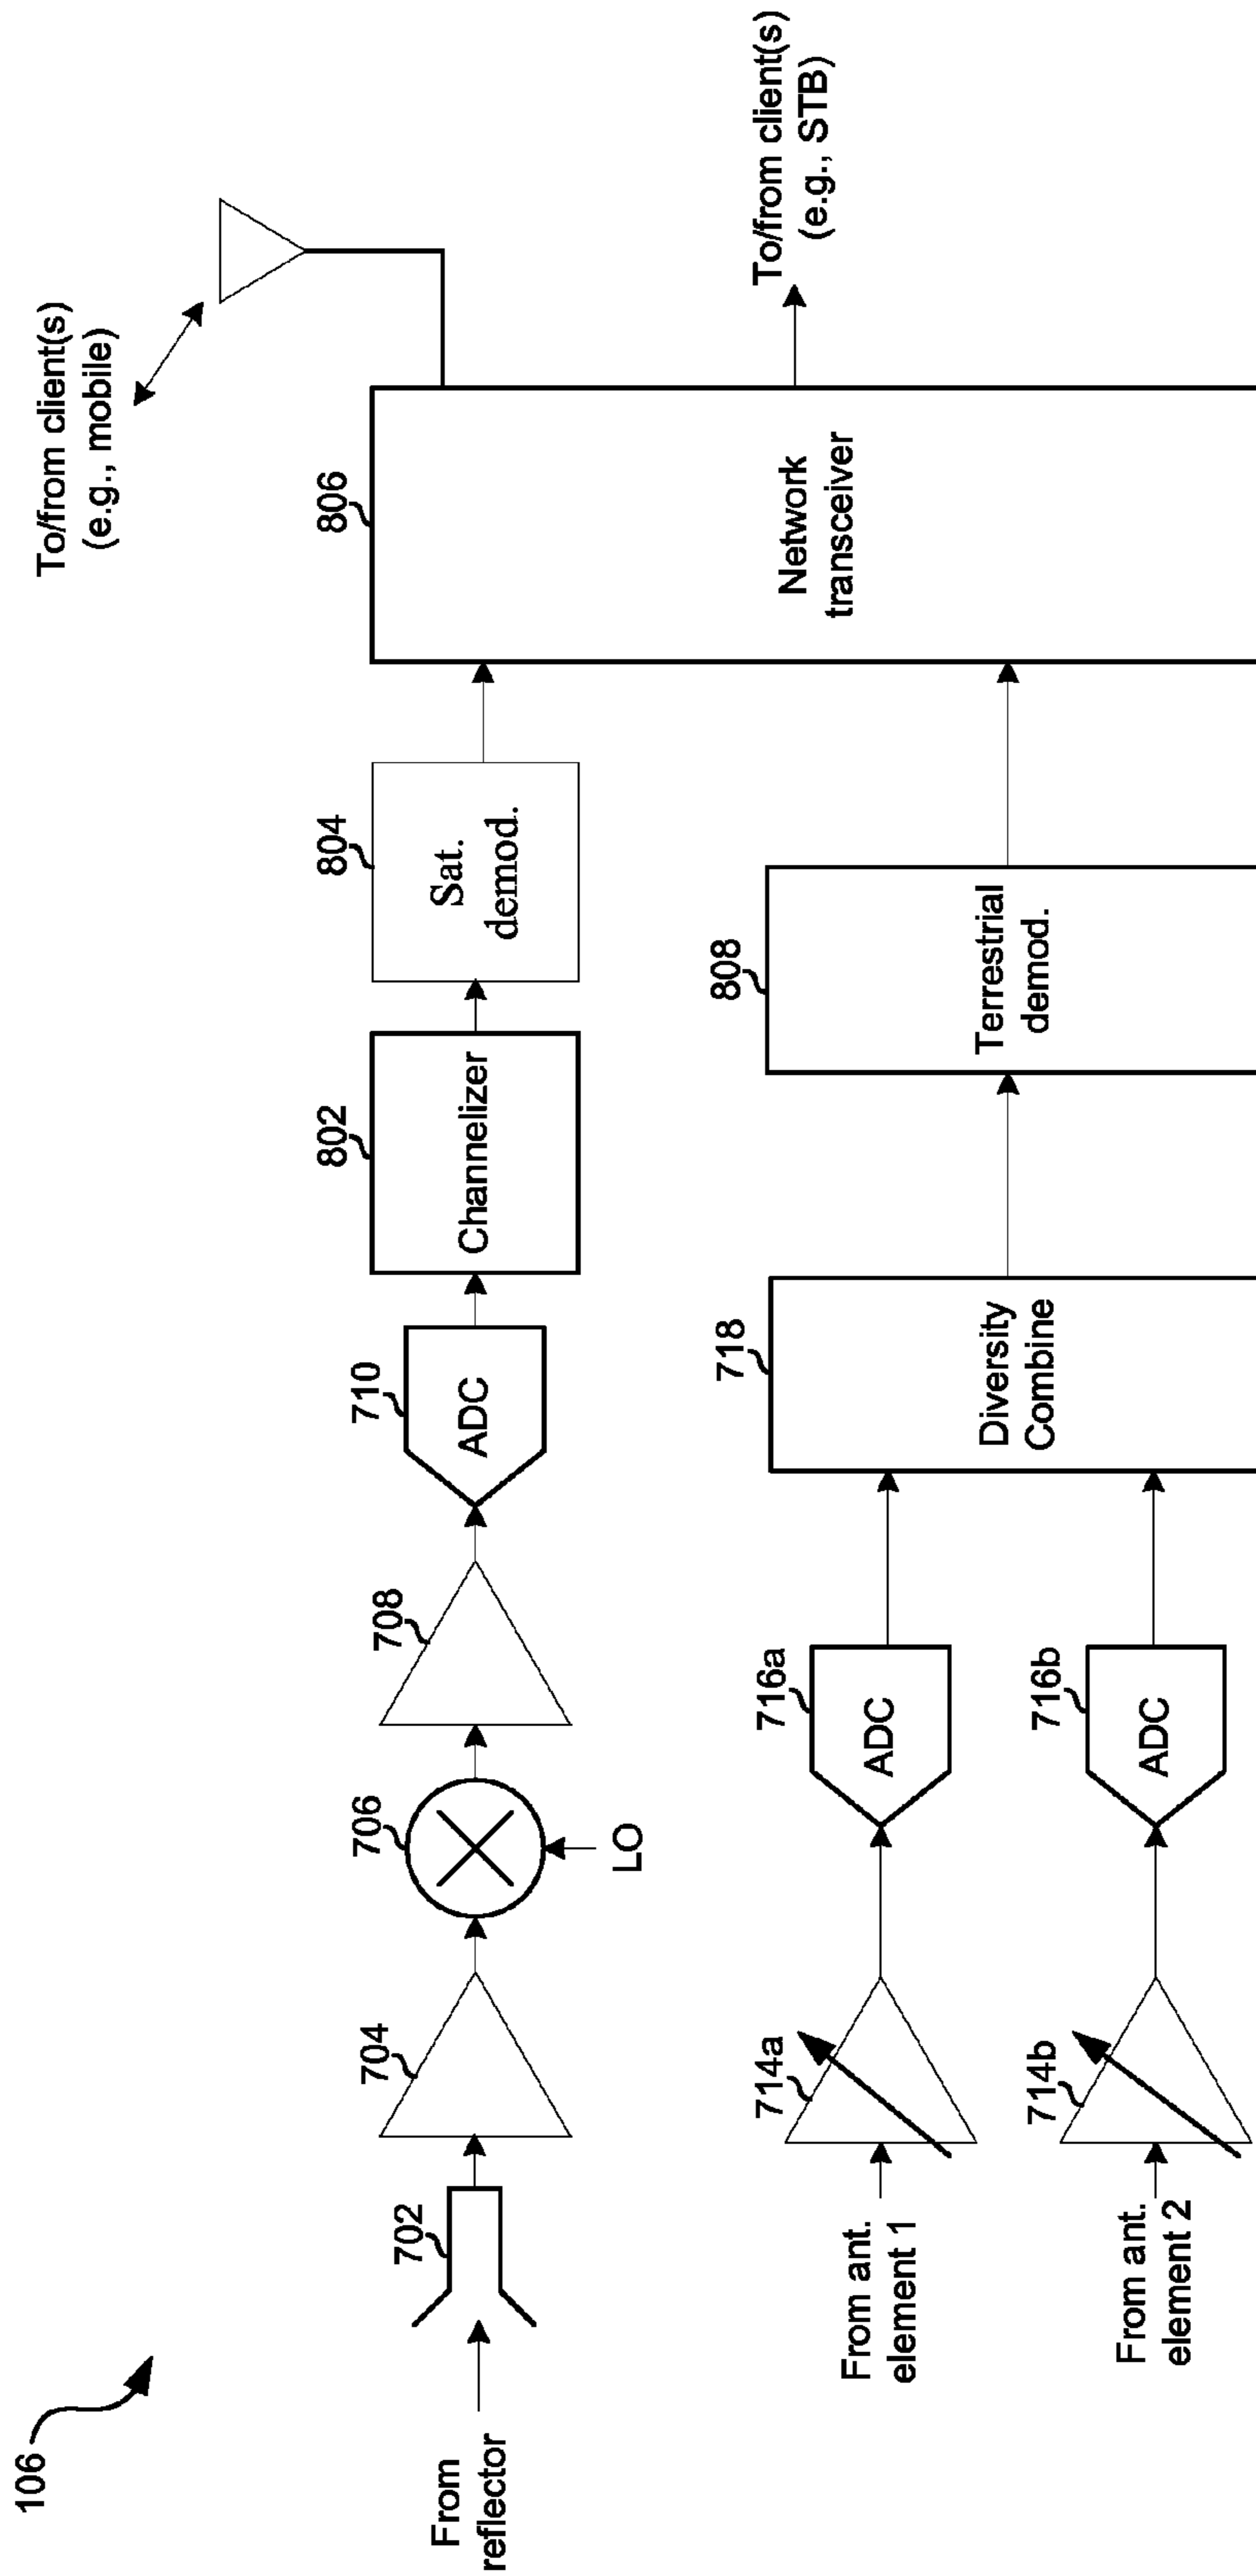 106
To/from client(s)
(e.g., mobile)
From
reflector
702
704
706
LO
708
710
ADC
802
Channelizer
804
Sat.
demod.
806
Network
transceiver
To/from client(s)
(e.g., STB)
From ant.
element 1
714a
716a
ADC
From ant.
element 2
714b
716b
ADC
718
Diversity
Combine
808
Terrestrial
demod.